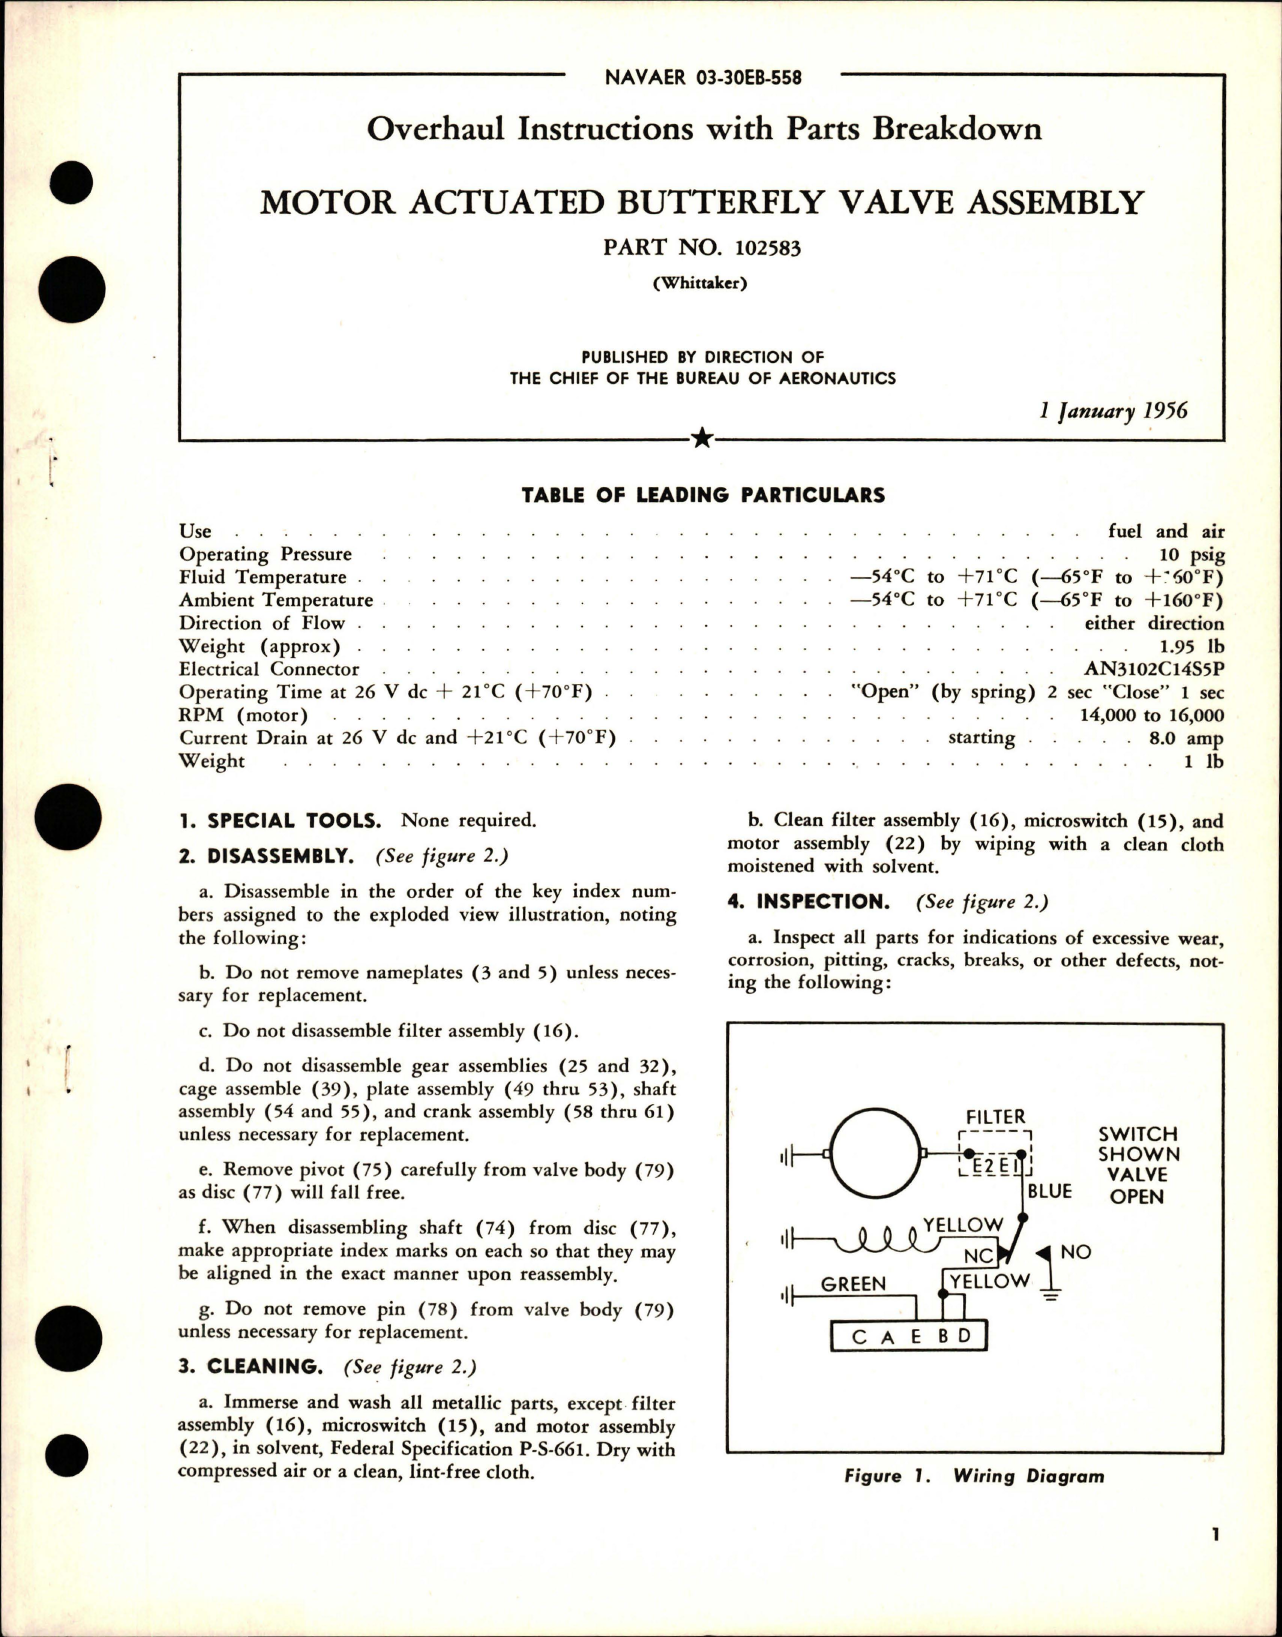 NAVAER 03-30EB-558
Overhaul Instructions with Parts Breakdown
MOTOR ACTUATED BUTTERFLY VALVE ASSEMBLY
PART NO. 102583
(Whittaker)
PUBLISHED BY DIRECTION OF
THE CHIEF OF THE BUREAU OF AERONAUTICS
1 January 1956
TABLE OF LEADING PARTICULARS
Use . . . . . . . . . . fuel and air
Operating Pressure . . . . . . . . . . 10 psig
Fluid Temperature . . . . . . . . . . —54°C to +71°C (—65°F to
Ambient Temperature . . . . . . . . . . —54°C to +71°C (—65°F to +160°F)
Direction of Flow . . . . . . . . . . either direction
Weight (approx) . . . . . . . . . . 1.95 lb
Electrical Connector . . . . . . . . . . AN3102C14S5P
Operating Time at 26 V dc + 21°C (+70°F) . . . . . . . . . . "Open" (by spring) 2 sec "Close" 1 sec
RPM (motor) . . . . . . . . . . 14,000 to 16,000
Current Drain at 26 V dc and +21°C (+70°F) . . . . . . . . . . starting . . . . . 8.0 amp
Weight . . . . . . . . . . 1 lb
1. SPECIAL TOOLS. None required.
2. DISASSEMBLY. (See figure 2.)
a. Disassemble in the order of the key index num-
bers assigned to the exploded view illustration, noting
the following:
b. Do not remove nameplates (3 and 5) unless neces-
sary for replacement.
c. Do not disassemble filter assembly (16).
d. Do not disassemble gear assemblies (25 and 32),
cage assemble (39), plate assembly (49 thru 53), shaft
assembly (54 and 55), and crank assembly (58 thru 61)
unless necessary for replacement.
e. Remove pivot (75) carefully from valve body (79)
as disc (77) will fall free.
f. When disassembling shaft (74) from disc (77),
make appropriate index marks on each so that they may
be aligned in the exact manner upon reassembly.
g. Do not remove pin (78) from valve body (79)
unless necessary for replacement.
3. CLEANING. (See figure 2.)
a. Immerse and wash all metallic parts, except filter
assembly (16), microswitch (15), and motor assembly
(22), in solvent, Federal Specification P-S-661. Dry with
compressed air or a clean, lint-free cloth.
b. Clean filter assembly (16), microswitch (15), and
motor assembly (22) by wiping with a clean cloth
moistened with solvent.
4. INSPECTION. (See figure 2.)
a. Inspect all parts for indications of excessive wear,
corrosion, pitting, cracks, breaks, or other defects, not-
ing the following:
FILTER
E2 E1
SWITCH
SHOWN
VALVE
OPEN
BLUE
YELLOW
NC
NO
YELLOW
GREEN
C A E B D
Figure 1. Wiring Diagram
1